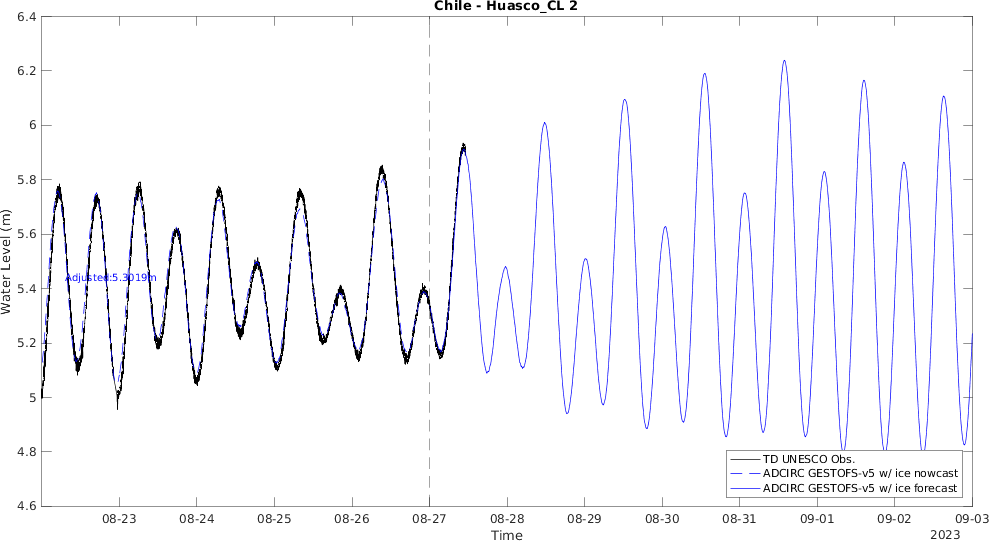 Chile - Huasco_CL 2
6.4
6.2
6
5.8
5.6
5.4
5.2
5
4.8
4.6
Water Level (m)
Adjusted:5.3019m
TD UNESCO Obs.
ADCIRC GESTOFS-v5 w/ ice nowcast
ADCIRC GESTOFS-v5 w/ ice forecast
08-23 08-24 08-25 08-26 08-27 08-28 08-29 08-30 08-31 09-01 09-02 09-03
Time
2023